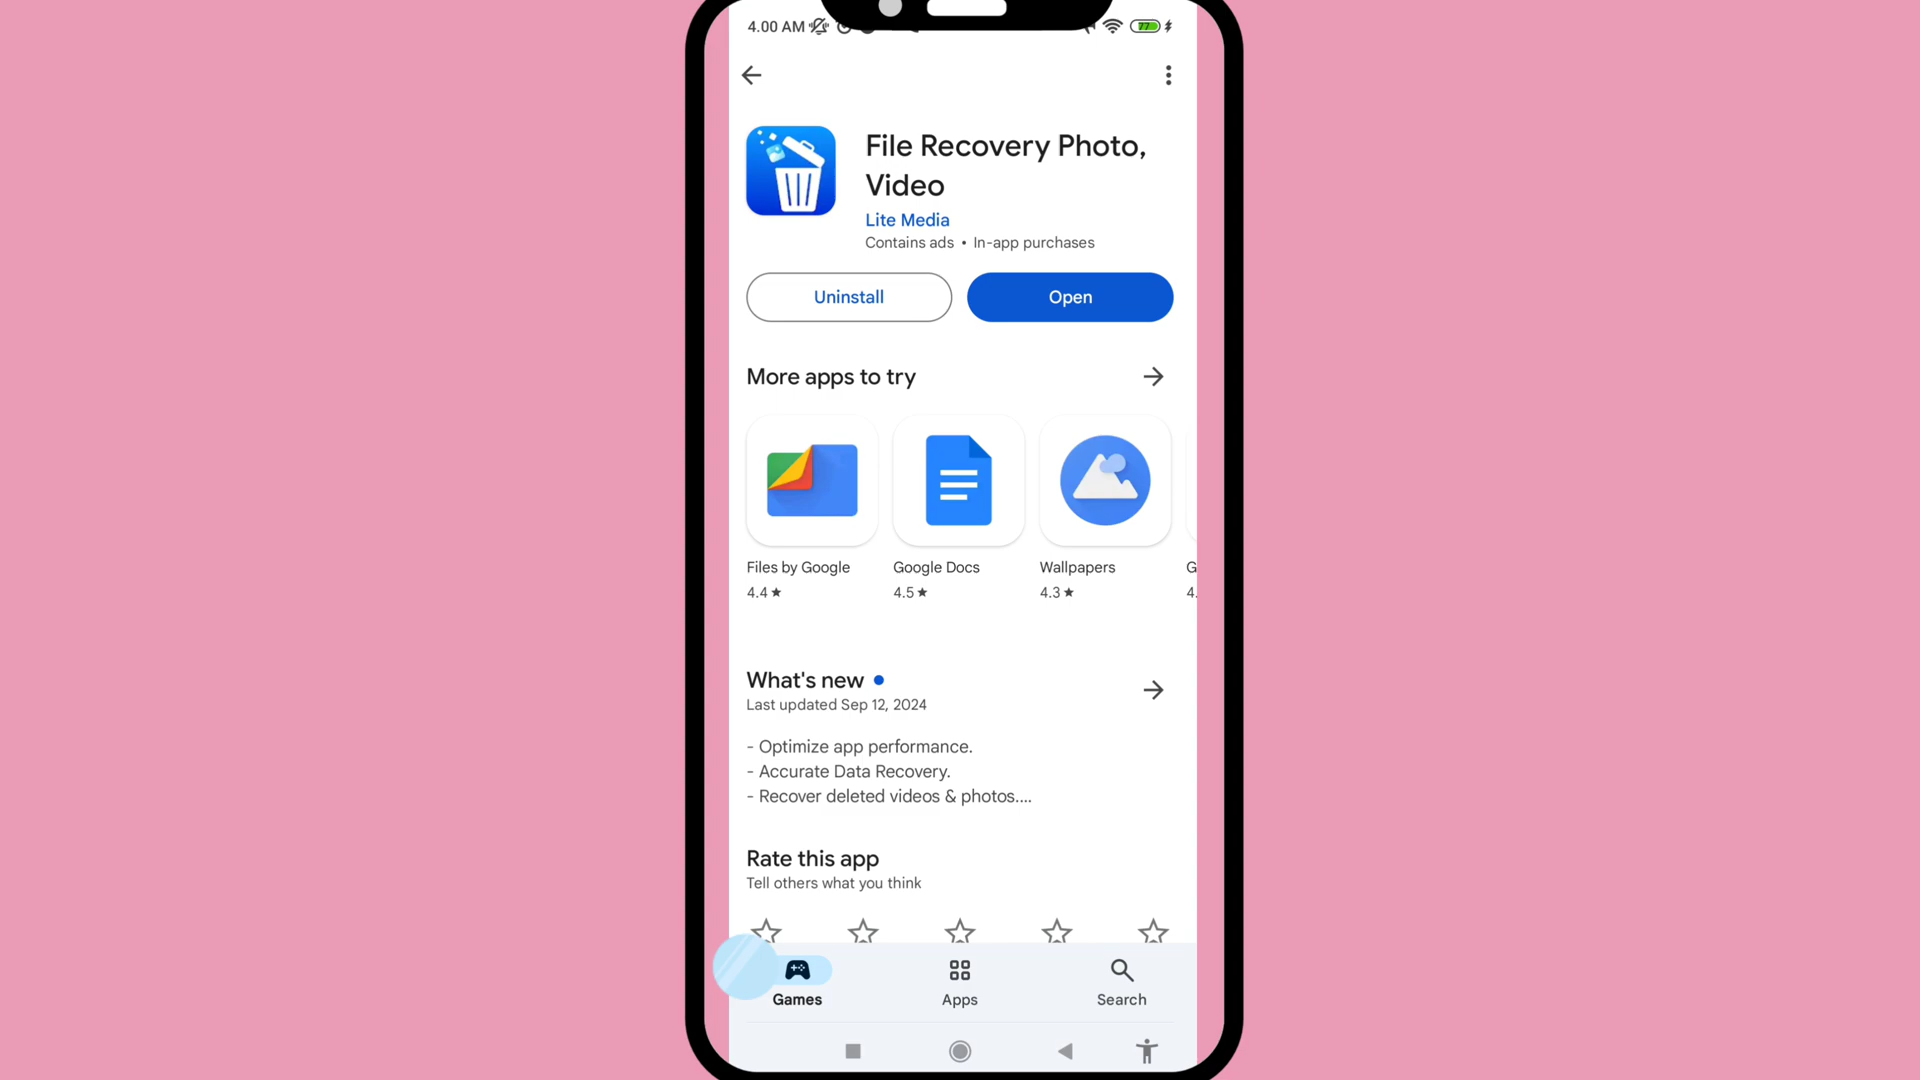 4.00 AM
77
File Recovery Photo,
Video
Lite Media
Contains ads • In-app purchases
Uninstall
Open
More apps to try
Files by Google
Google Docs
Wallpapers
G
4.4 ★
4.5 ★
4.3 ★
4.
What's new
Last updated Sep 12, 2024
- Optimize app performance.
- Accurate Data Recovery.
- Recover deleted videos & photos....
Rate this app
Tell others what you think
Games
Apps
Search